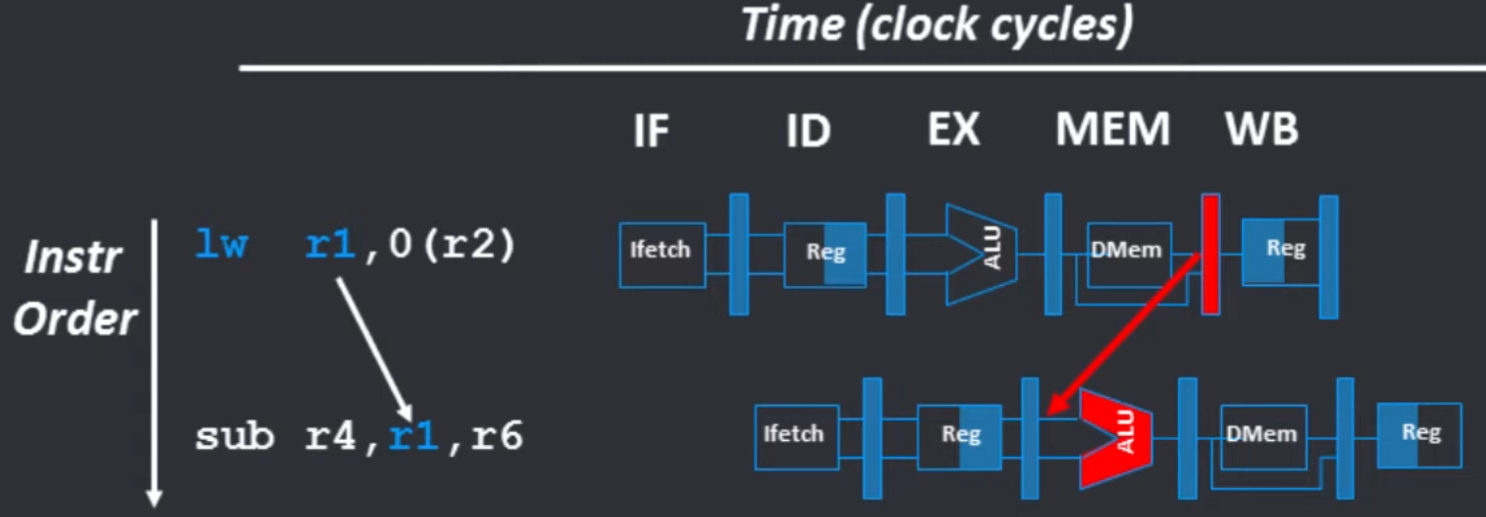 Time (clock cycles)
IF ID EX MEM WB
Instr
Order
lw r1,0(r2)
Ifetch Reg ALU DMem Reg
sub r4,r1,r6
Ifetch Reg ALU DMem Reg